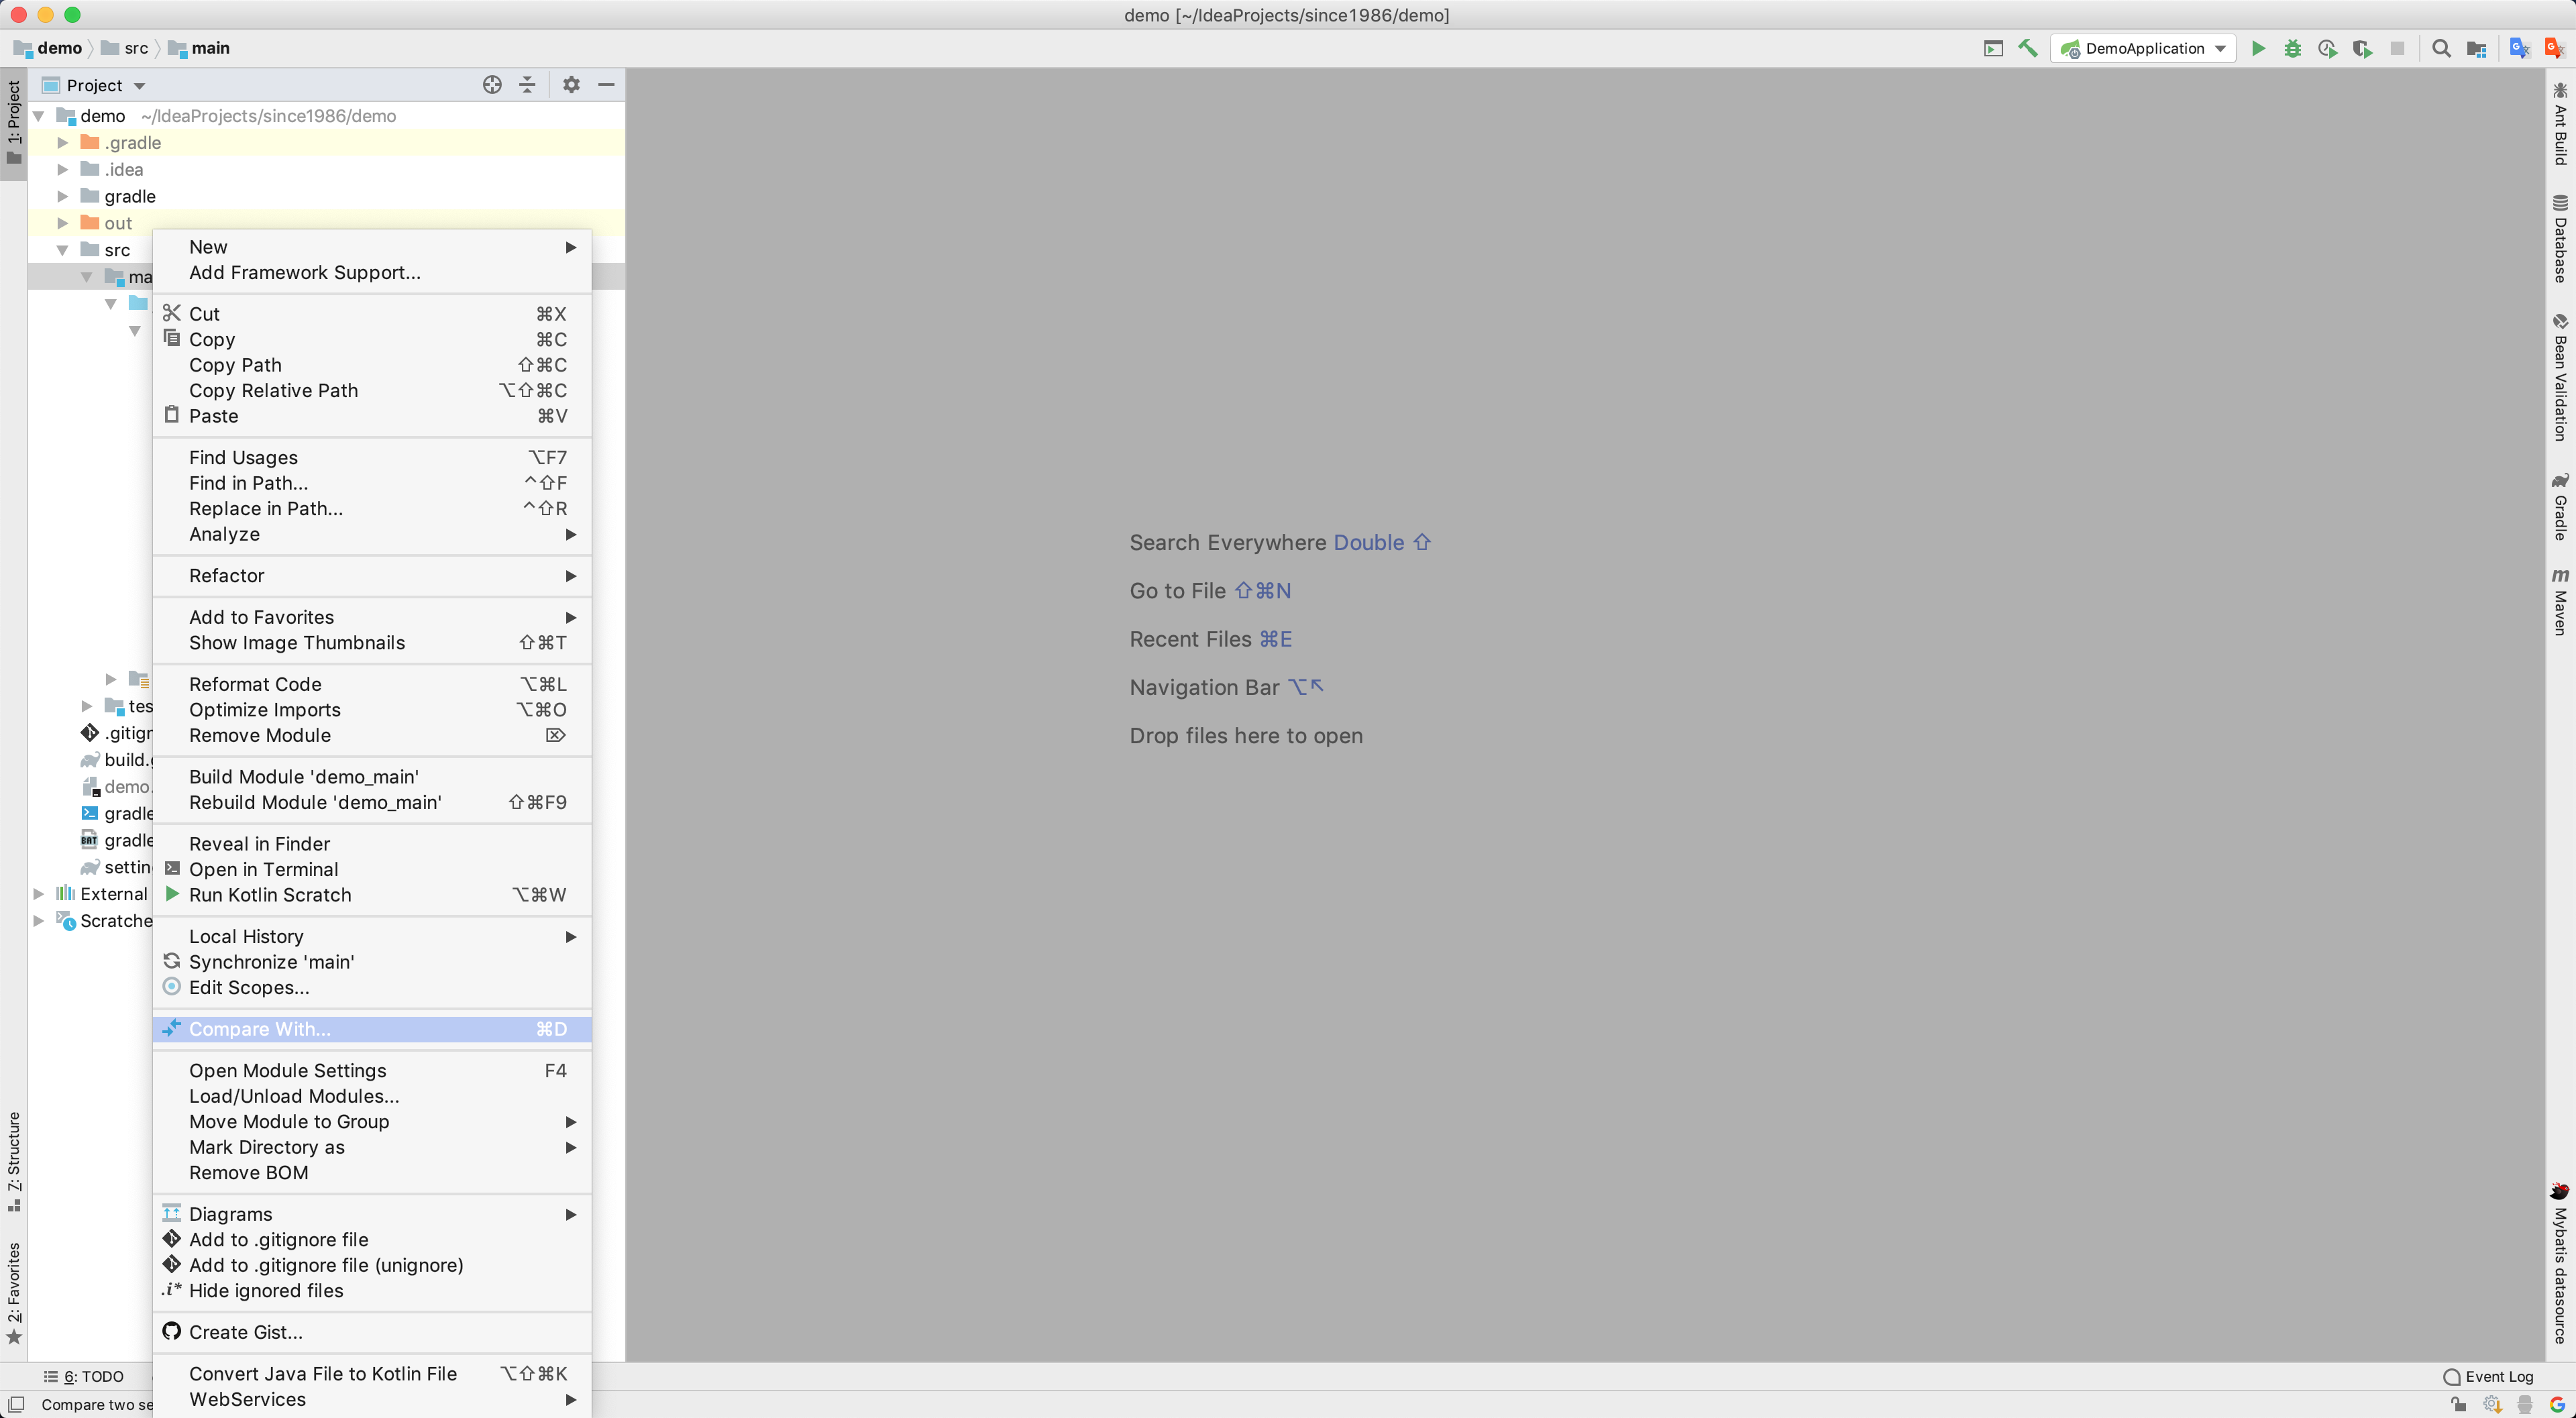 demo [~/IdeaProjects/since1986/demo]
demo src main
DemoApplication
Project
demo ~/IdeaProjects/since1986/demo
.gradle
.idea
gradle
out
src
ma
tes
.gitigr
build.g
demo.
gradle
gradle
settin
External
Scratche
New
Add Framework Support...
Cut ⌘X
Copy ⌘C
Copy Path ⇧⌘C
Copy Relative Path ⌥⇧⌘C
Paste ⌘V
Find Usages ⌥F7
Find in Path... ^⇧F
Replace in Path... ^⇧R
Analyze
Refactor
Add to Favorites
Show Image Thumbnails ⇧⌘T
Reformat Code ⌥⌘L
Optimize Imports ⌥⌘O
Remove Module ⌦
Build Module 'demo_main'
Rebuild Module 'demo_main' ⇧⌘F9
Reveal in Finder
Open in Terminal
Run Kotlin Scratch ⌥⌘W
Local History
Synchronize 'main'
Edit Scopes...
Compare With... ⌘D
Open Module Settings F4
Load/Unload Modules...
Move Module to Group
Mark Directory as
Remove BOM
Diagrams
Add to .gitignore file
Add to .gitignore file (unignore)
.i* Hide ignored files
Create Gist...
Convert Java File to Kotlin File ⌥⇧⌘K
WebServices
Search Everywhere Double ⇧
Go to File ⇧⌘N
Recent Files ⌘E
Navigation Bar ⌥↖
Drop files here to open
1: Project
7: Structure
2: Favorites
Ant Build
Database
Bean Validation
Gradle
m Maven
Mybatis datasource
6: TODO
Event Log
Compare two se